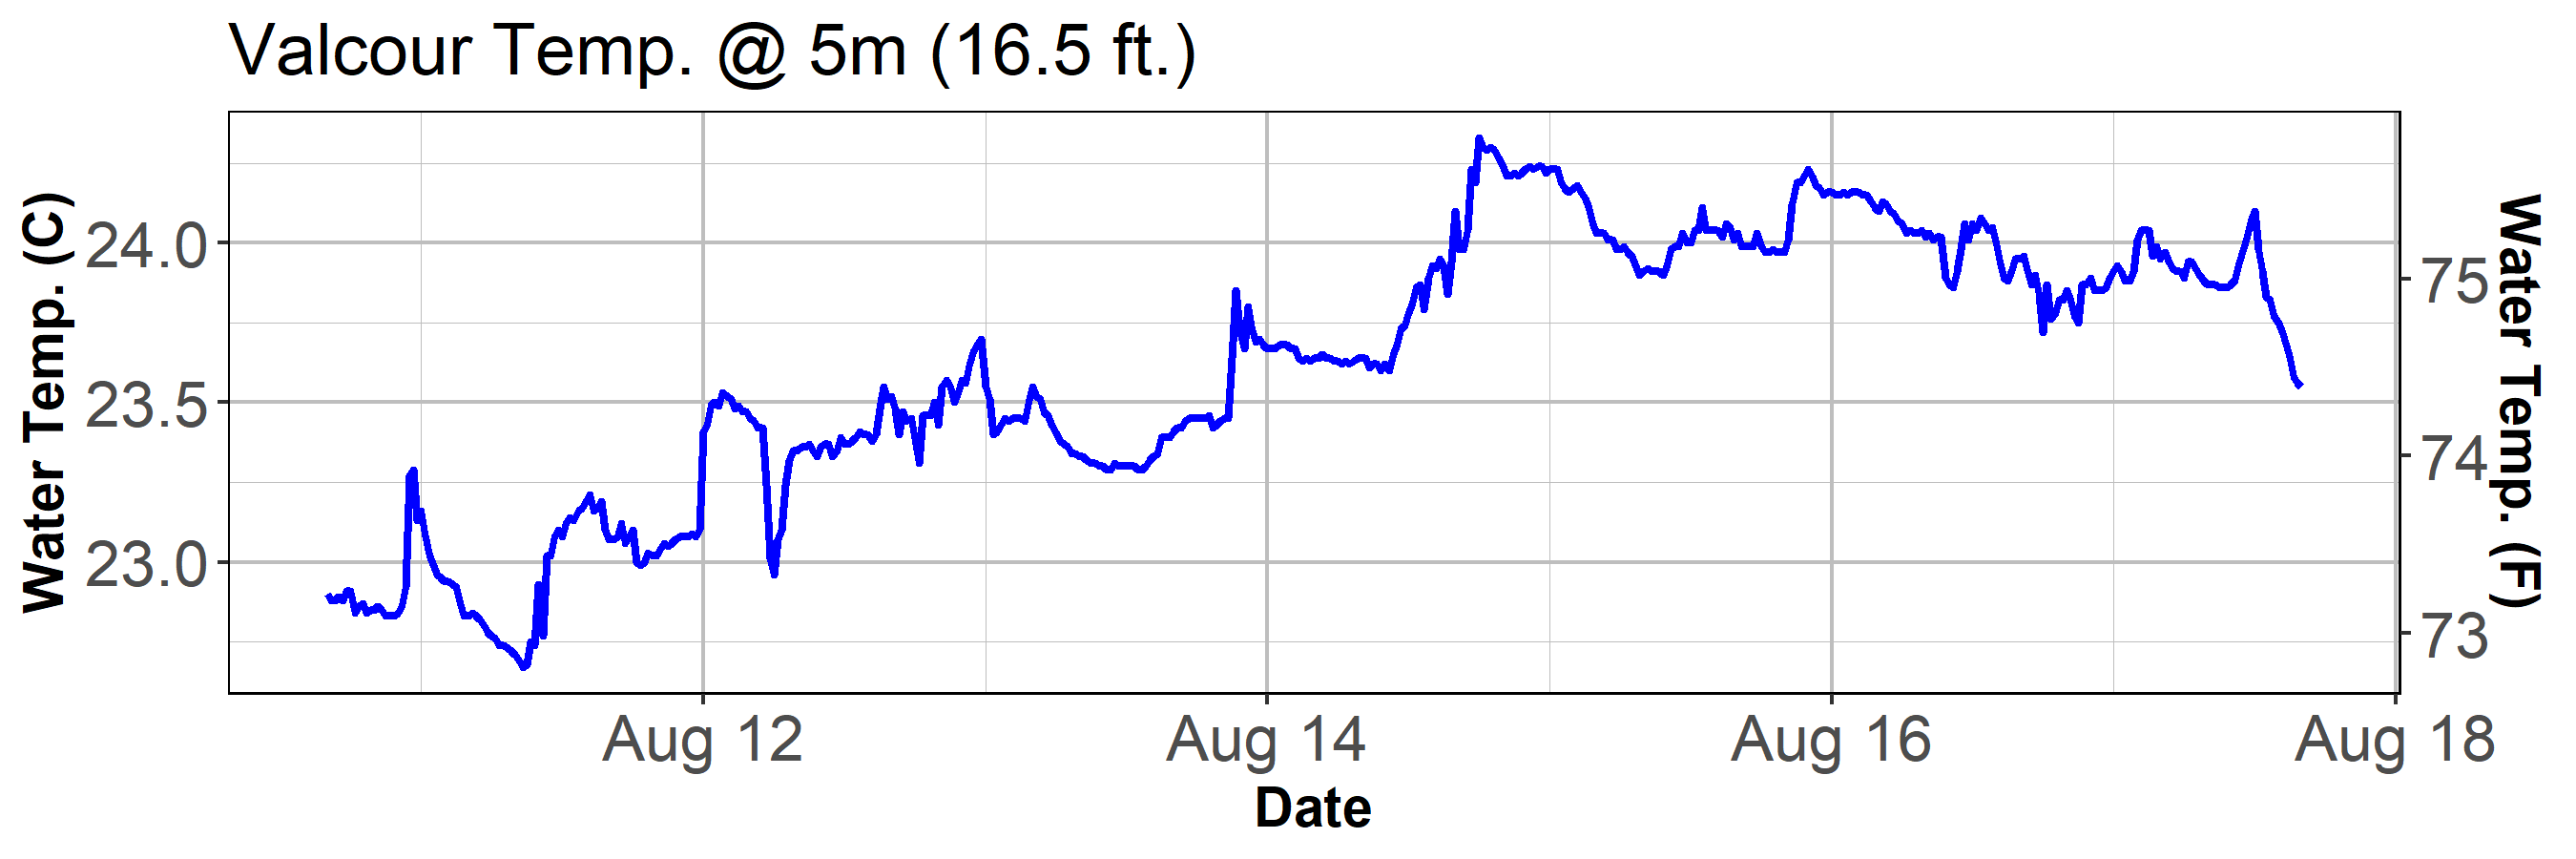 Valcour Temp. @ 5m (16.5 ft.)
Water Temp. (C)
24.0
23.5
23.0
75
74
73
Water Temp. (F)
Aug 12 Aug 14 Aug 16 Aug 18
Date